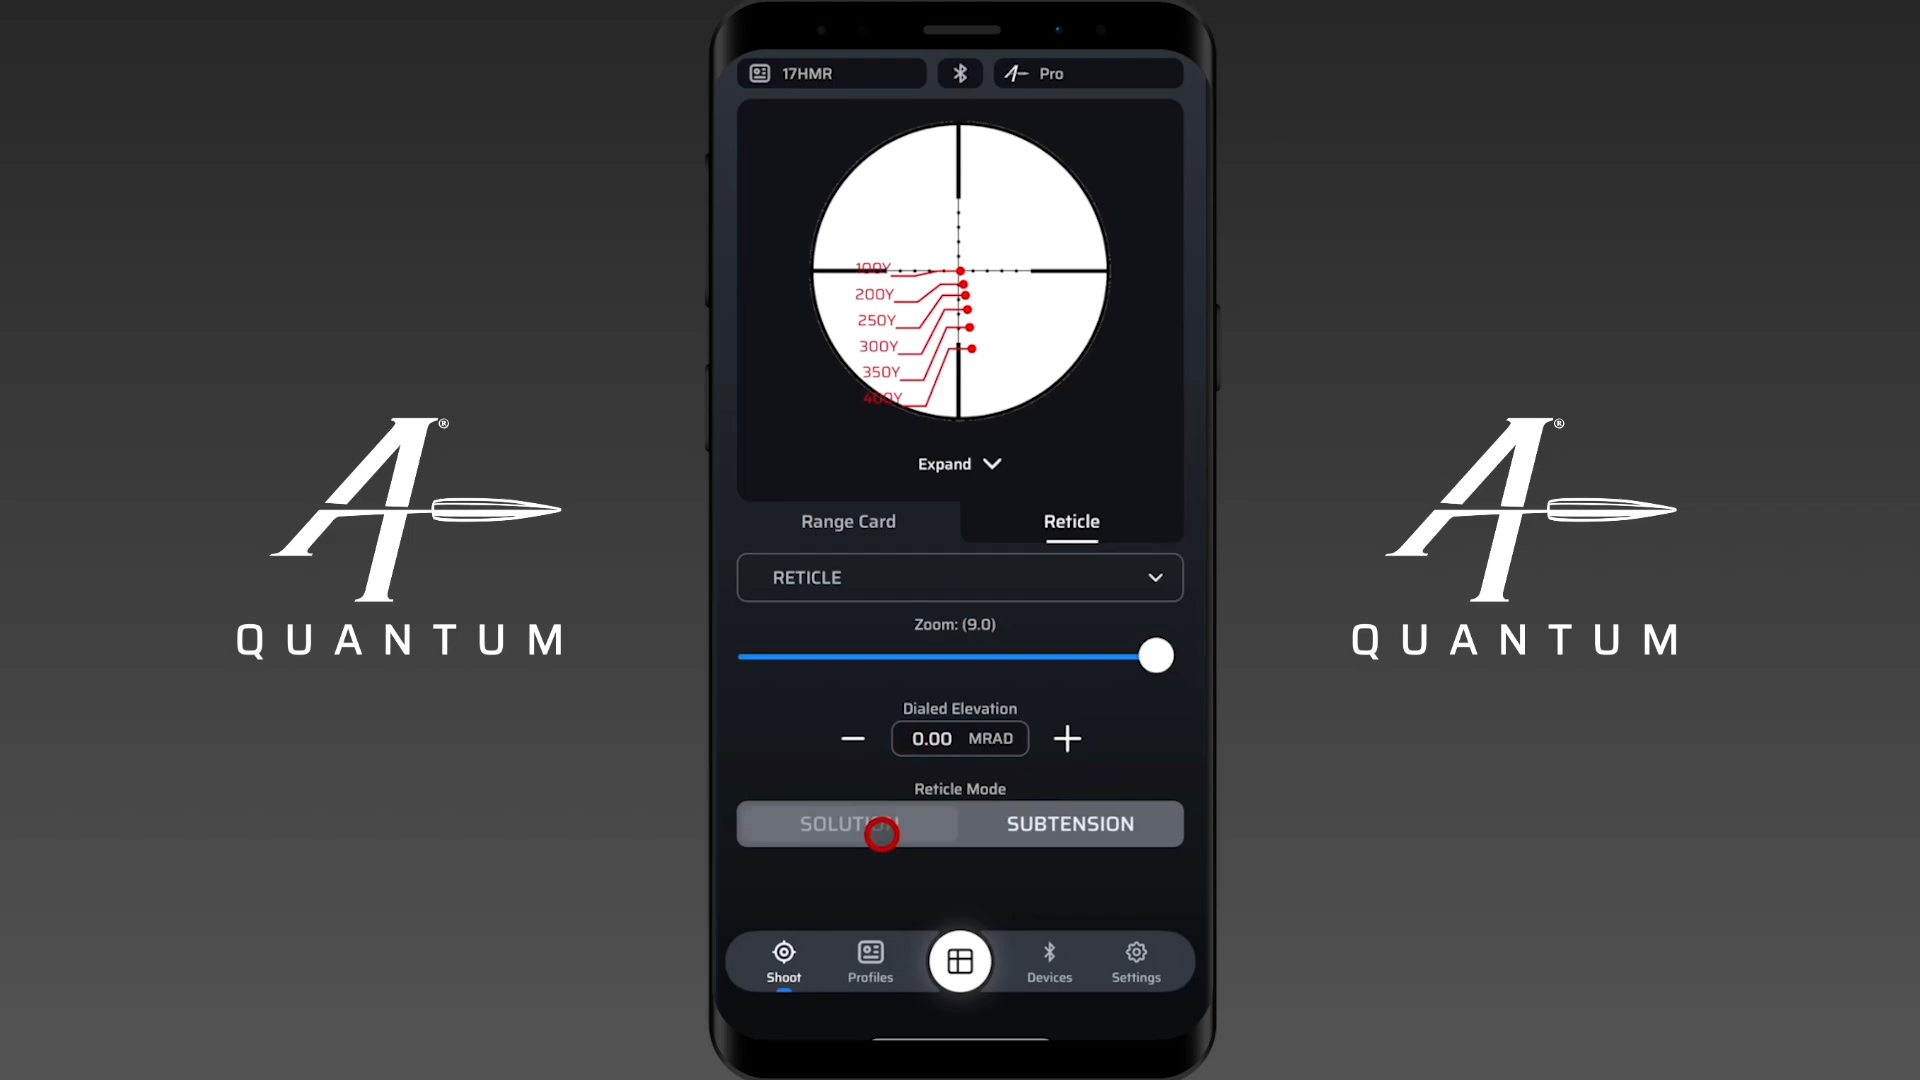 17HMR
Pro
100Y
200Y
250Y
300Y
350Y
400Y
Expand
Range Card
Reticle
RETICLE
Zoom: (9.0)
Dialed Elevation
0.00 MRAD
Reticle Mode
SOLUTION
SUBTENSION
Shoot
Profiles
Devices
Settings
A®
QUANTUM
A®
QUANTUM